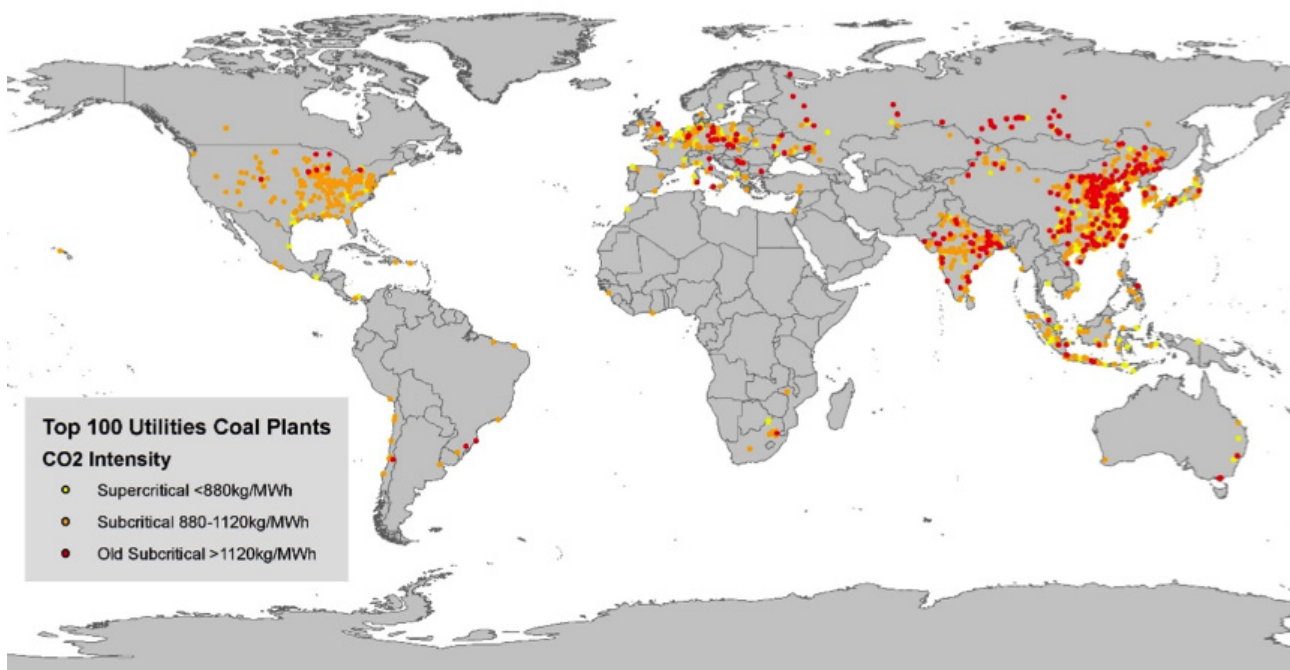 Top 100 Utilities Coal Plants
CO2 Intensity
Supercritical <880kg/MWh
Subcritical 880-1120kg/MWh
Old Subcritical >1120kg/MWh